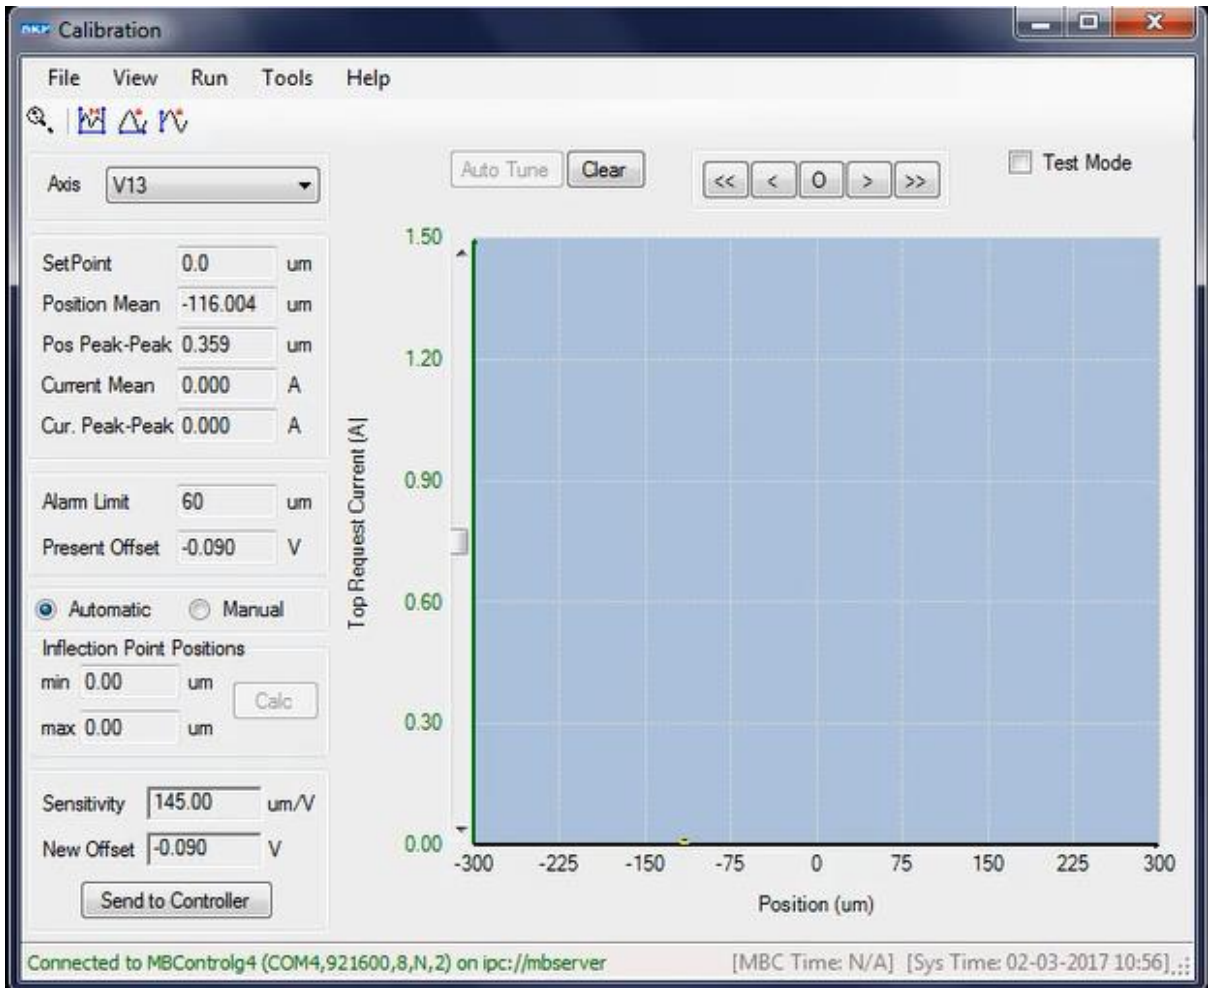 SKF Calibration
File View Run Tools Help
Axis V13
Auto Tune Clear << < O > >> Test Mode
SetPoint 0.0 um
Position Mean -116.004 um
Pos Peak-Peak 0.359 um
Current Mean 0.000 A
Cur. Peak-Peak 0.000 A
Alarm Limit 60 um
Present Offset -0.090 V
Automatic Manual
Inflection Point Positions
min 0.00 um
Calc
max 0.00 um
Sensitivity 145.00 um/V
New Offset -0.090 V
Send to Controller
Top Request Current [A]
1.50
1.20
0.90
0.60
0.30
0.00
-300 -225 -150 -75 0 75 150 225 300
Position (um)
Connected to MBControlg4 (COM4,921600,8,N,2) on ipc://mbserver [MBC Time: N/A] [Sys Time: 02-03-2017 10:56]